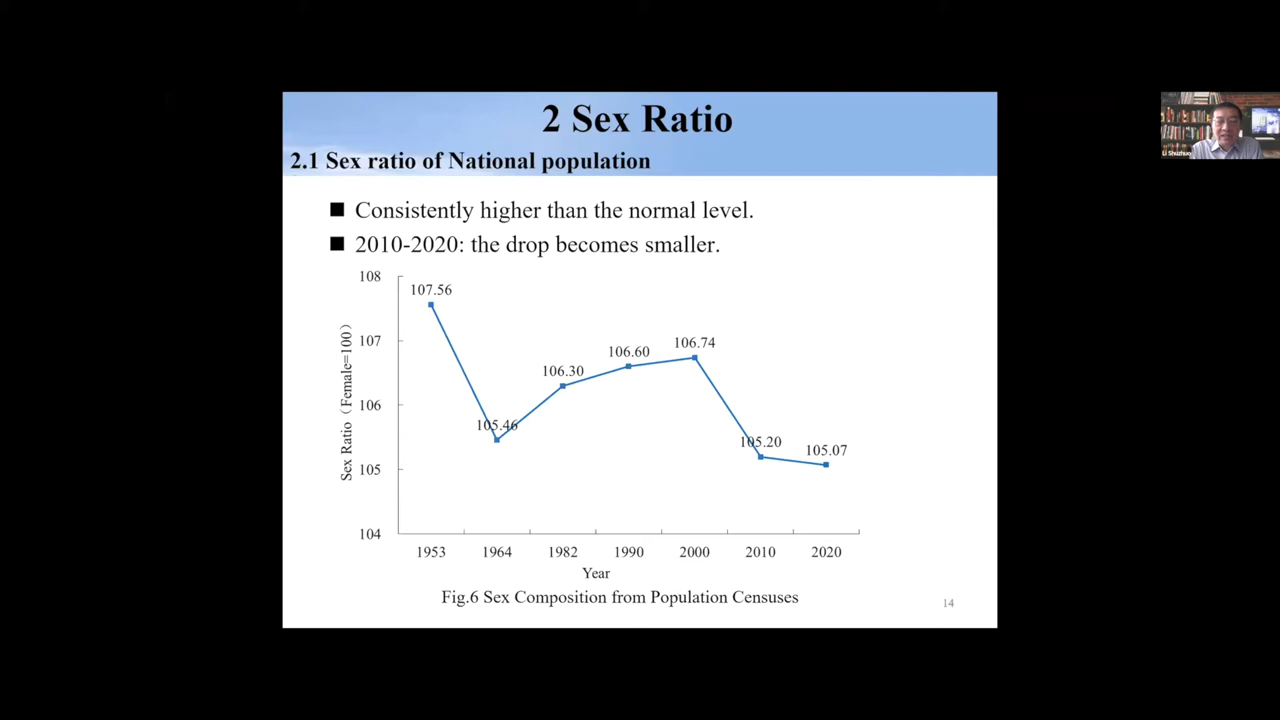 2 Sex Ratio
2.1 Sex ratio of National population
■ Consistently higher than the normal level.
■ 2010-2020: the drop becomes smaller.
108
107
106
105
104
Sex Ratio（Female=100）
107.56
105.46
106.30
106.60
106.74
105.20
105.07
1953 1964 1982 1990 2000 2010 2020
Year
Fig.6 Sex Composition from Population Censuses
14
Li Shuzhuo